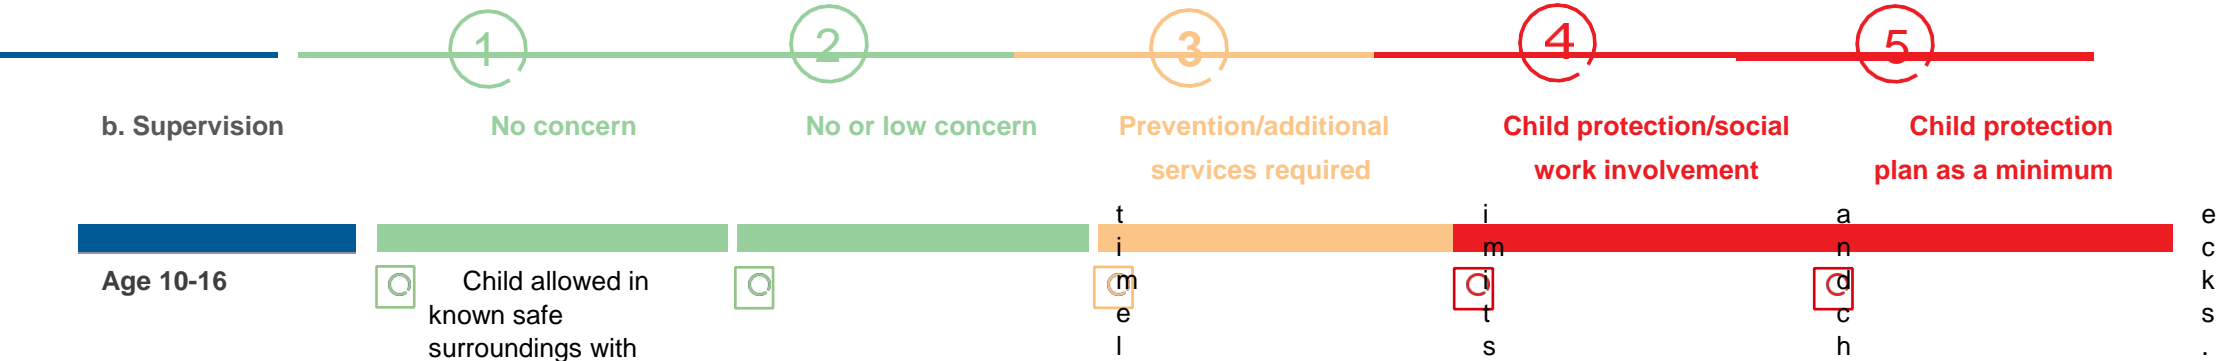 1 2 3 4 5
b. Supervision No concern No or low concern Prevention/additional services required Child protection/social work involvement Child protection plan as a minimum
Age 10-16
Child allowed in
known safe
surroundings with
t
i
m
e
l
i
m
i
t
s
a
n
d
c
h
e
c
k
s
.